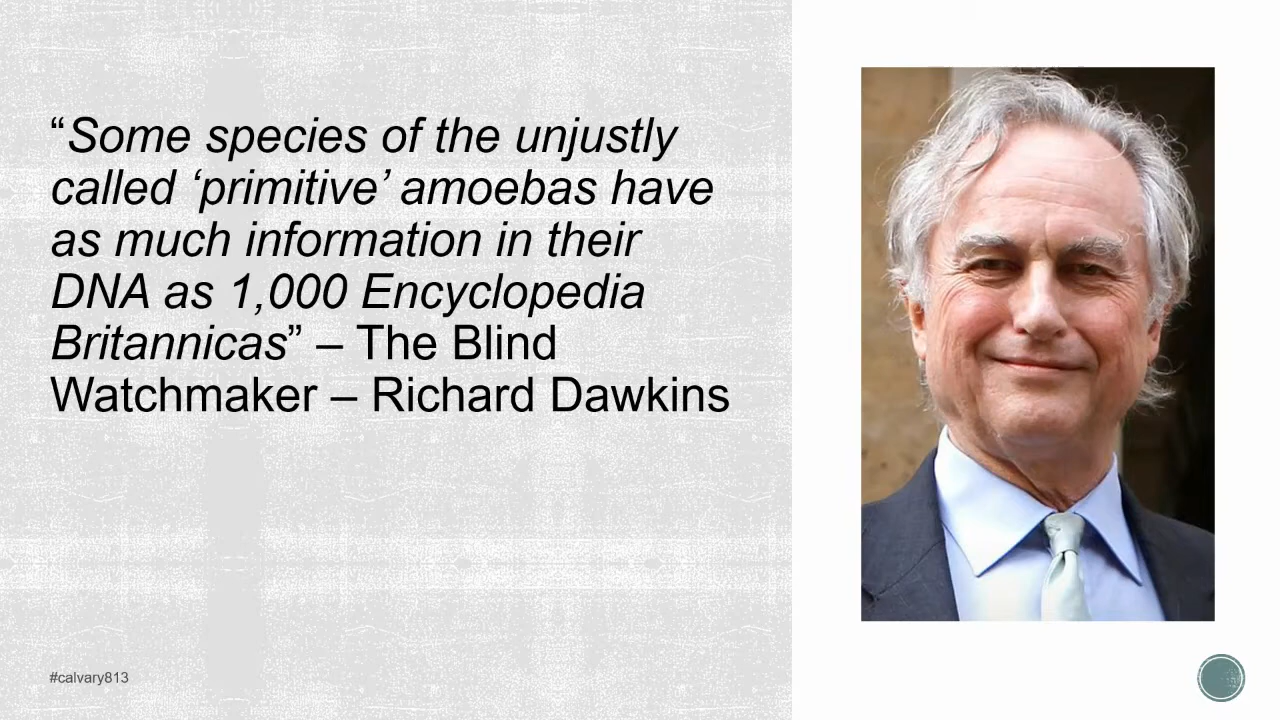 “Some species of the unjustly
called ‘primitive’ amoebas have
as much information in their
DNA as 1,000 Encyclopedia
Britannicas” – The Blind
Watchmaker – Richard Dawkins
#calvary813